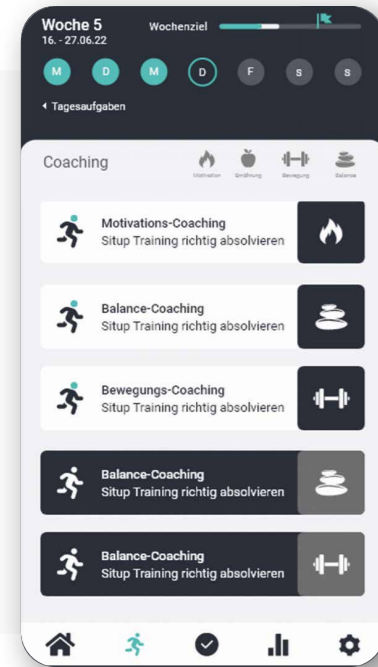 Woche 5
Wochenziel
16. - 27.06.22
M D M D F S S
Tagesaufgaben
Coaching
Motivation Ernährung Bewegung Balance
Motivations-Coaching
Situp Training richtig absolvieren
Balance-Coaching
Situp Training richtig absolvieren
Bewegungs-Coaching
Situp Training richtig absolvieren
Balance-Coaching
Situp Training richtig absolvieren
Balance-Coaching
Situp Training richtig absolvieren